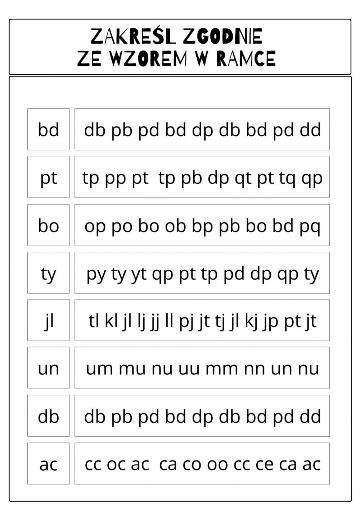 ZAKREŚL ZGODNIE
ZE WZOREM W RAMCE
bd db pb pd bd dp db bd pd dd
pt tp pp pt tp pb dp qt pt tq qp
bo op po bo ob bp pb bo bd pq
ty py ty yt qp pt tp pd dp qp ty
jl tl kl jl lj jj ll pj jt tj jl kj jp pt jt
un um mu nu uu mm nn un nu
db db pb pd bd dp db bd pd dd
ac cc oc ac ca co oo cc ce ca ac